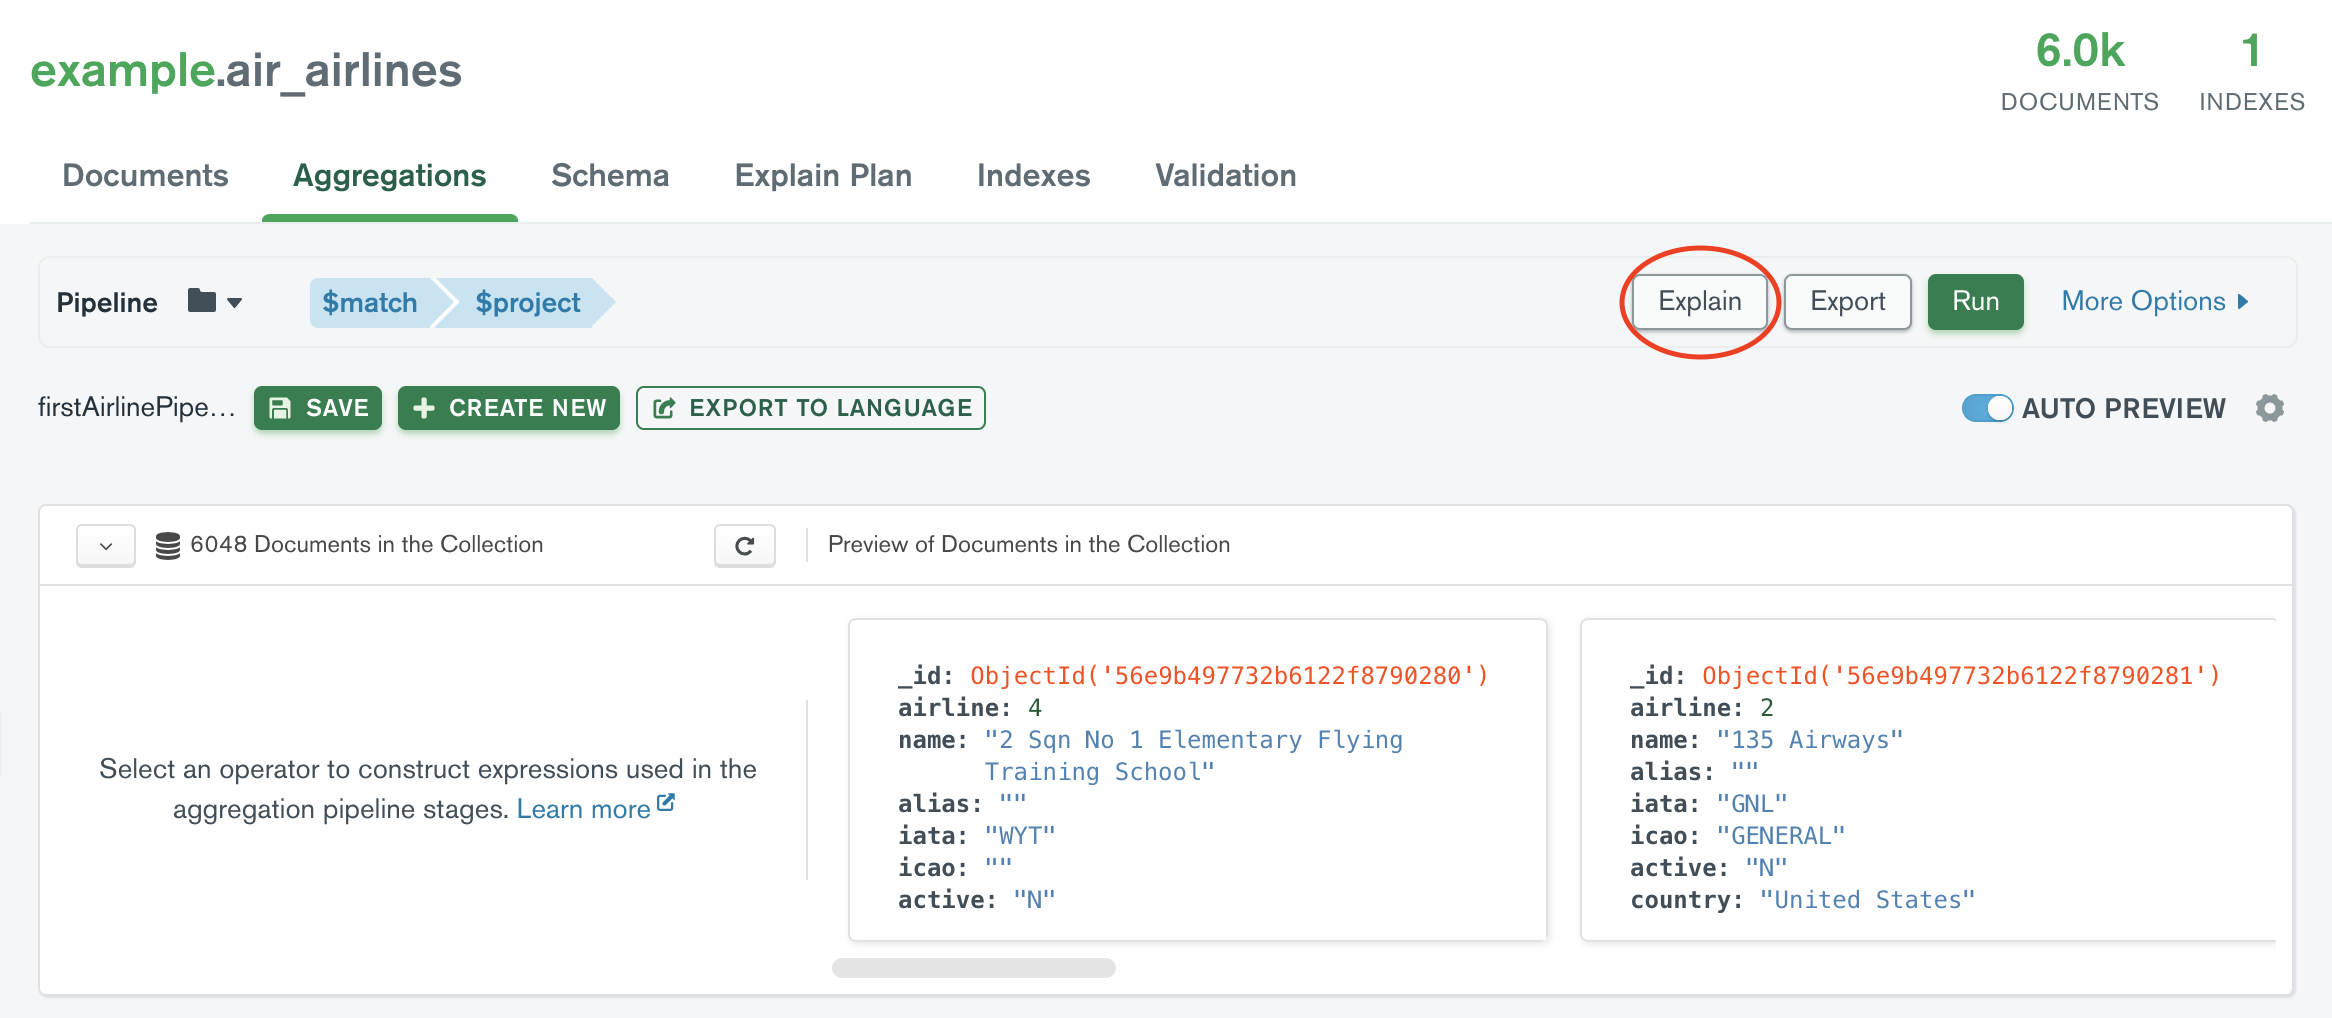 example.air_airlines
6.0k
DOCUMENTS
1
INDEXES
Documents
Aggregations
Schema
Explain Plan
Indexes
Validation
Pipeline
$match
$project
Explain
Export
Run
More Options
firstAirlinePipe...
SAVE
CREATE NEW
EXPORT TO LANGUAGE
AUTO PREVIEW
6048 Documents in the Collection
Preview of Documents in the Collection
Select an operator to construct expressions used in the
aggregation pipeline stages. Learn more
_id: ObjectId('56e9b497732b6122f8790280')
airline: 4
name: "2 Sqn No 1 Elementary Flying
Training School"
alias: ""
iata: "WYT"
icao: ""
active: "N"
_id: ObjectId('56e9b497732b6122f8790281')
airline: 2
name: "135 Airways"
alias: ""
iata: "GNL"
icao: "GENERAL"
active: "N"
country: "United States"